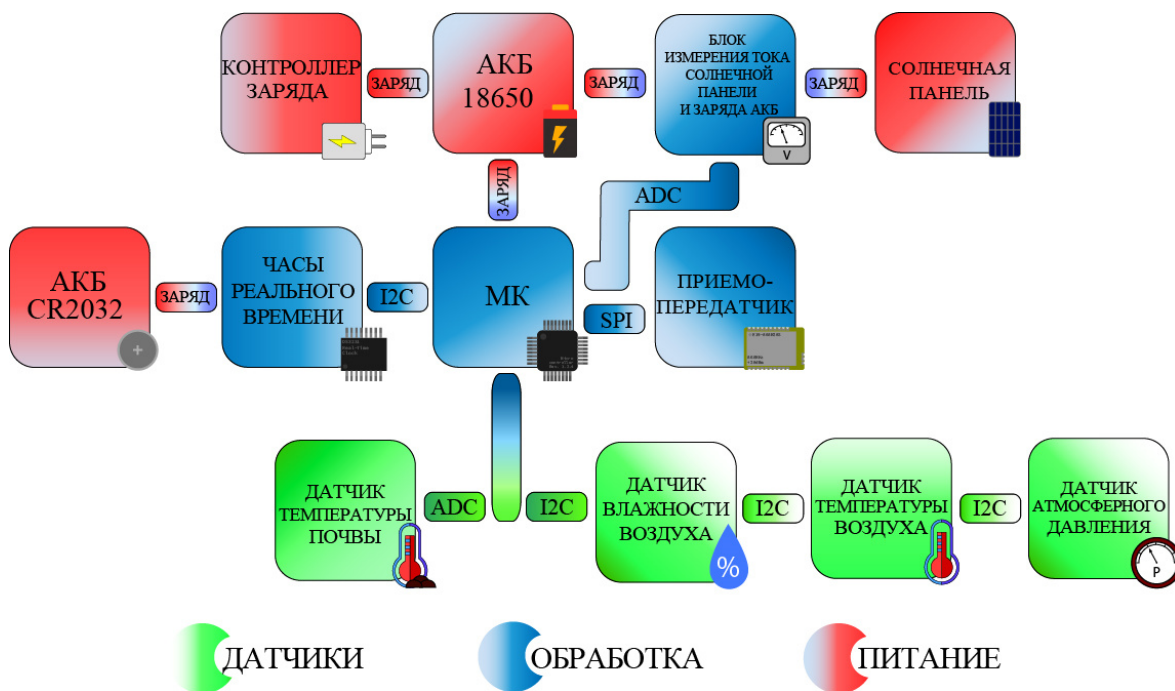 КОНТРОЛЛЕР
ЗАРЯДА
ЗАРЯД
АКБ
18650
ЗАРЯД
БЛОК
ИЗМЕРЕНИЯ ТОКА
СОЛНЕЧНОЙ
ПАНЕЛИ
И ЗАРЯДА АКБ
V
ЗАРЯД
СОЛНЕЧНАЯ
ПАНЕЛЬ
ЗАРЯД
ADC
АКБ
CR2032
+
ЗАРЯД
ЧАСЫ
РЕАЛЬНОГО
ВРЕМЕНИ
I2C
МК
SPI
ПРИЕМО-
ПЕРЕДАТЧИК
ДАТЧИК
ТЕМПЕРАТУРЫ
ПОЧВЫ
ADC
I2C
ДАТЧИК
ВЛАЖНОСТИ
ВОЗДУХА
%
I2C
ДАТЧИК
ТЕМПЕРАТУРЫ
ВОЗДУХА
I2C
ДАТЧИК
АТМОСФЕРНОГО
ДАВЛЕНИЯ
P
ДАТЧИКИ
ОБРАБОТКА
ПИТАНИЕ